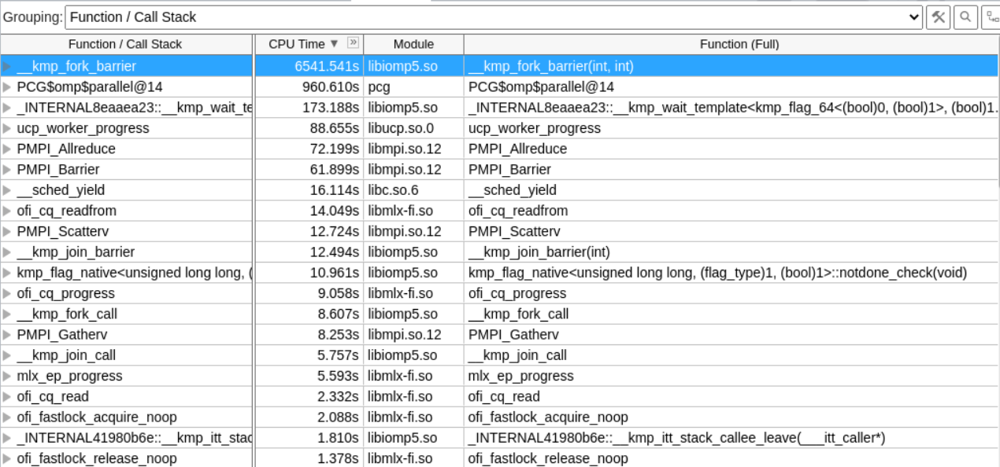 Grouping: Function / Call Stack
Function / Call Stack CPU Time ▼ » Module Function (Full)
__kmp_fork_barrier 6541.541s libiomp5.so __kmp_fork_barrier(int, int)
PCG$omp$parallel@14 960.610s pcg PCG$omp$parallel@14
_INTERNAL8eaaea23::__kmp_wait_te 173.188s libiomp5.so _INTERNAL8eaaea23::__kmp_wait_template<kmp_flag_64<(bool)0, (bool)1>, (bool)1.
ucp_worker_progress 88.655s libucp.so.0 ucp_worker_progress
PMPI_Allreduce 72.199s libmpi.so.12 PMPI_Allreduce
PMPI_Barrier 61.899s libmpi.so.12 PMPI_Barrier
__sched_yield 16.114s libc.so.6 __sched_yield
ofi_cq_readfrom 14.049s libmlx-fi.so ofi_cq_readfrom
PMPI_Scatterv 12.724s libmpi.so.12 PMPI_Scatterv
__kmp_join_barrier 12.494s libiomp5.so __kmp_join_barrier(int)
kmp_flag_native<unsigned long long, ( 10.961s libiomp5.so kmp_flag_native<unsigned long long, (flag_type)1, (bool)1>::notdone_check(void)
ofi_cq_progress 9.058s libmlx-fi.so ofi_cq_progress
__kmp_fork_call 8.607s libiomp5.so __kmp_fork_call
PMPI_Gatherv 8.253s libmpi.so.12 PMPI_Gatherv
__kmp_join_call 5.757s libiomp5.so __kmp_join_call
mlx_ep_progress 5.593s libmlx-fi.so mlx_ep_progress
ofi_cq_read 2.332s libmlx-fi.so ofi_cq_read
ofi_fastlock_acquire_noop 2.088s libmlx-fi.so ofi_fastlock_acquire_noop
_INTERNAL41980b6e::__kmp_itt_stac 1.810s libiomp5.so _INTERNAL41980b6e::__kmp_itt_stack_callee_leave(___itt_caller*)
ofi_fastlock_release_noop 1.378s libmlx-fi.so ofi_fastlock_release_noop